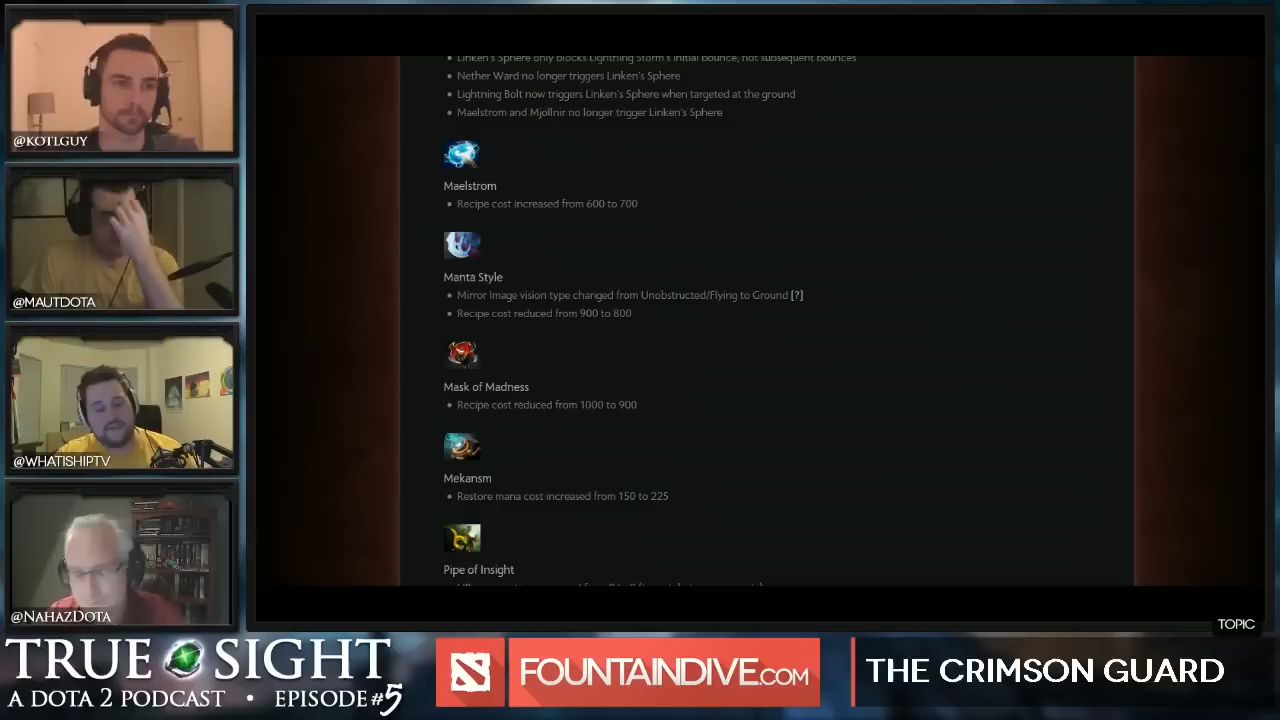 @KOTLGUY
@MAUTDOTA
@WHATISHIPTV
@NAHAZDOTA
Linken's Sphere only blocks Lightning Storm's initial bounce, not subsequent bounces
• Nether Ward no longer triggers Linken's Sphere
• Lightning Bolt now triggers Linken's Sphere when targeted at the ground
• Maelstrom and Mjollnir no longer trigger Linken's Sphere
Maelstrom
• Recipe cost increased from 600 to 700
Manta Style
• Mirror Image vision type changed from Unobstructed/Flying to Ground [?]
• Recipe cost reduced from 900 to 800
Mask of Madness
• Recipe cost reduced from 1000 to 900
Mekansm
• Restore mana cost increased from 150 to 225
Pipe of Insight
TOPIC
TRUE SIGHT
A DOTA 2 PODCAST • EPISODE #5
FOUNTAINDIVE.COM
THE CRIMSON GUARD